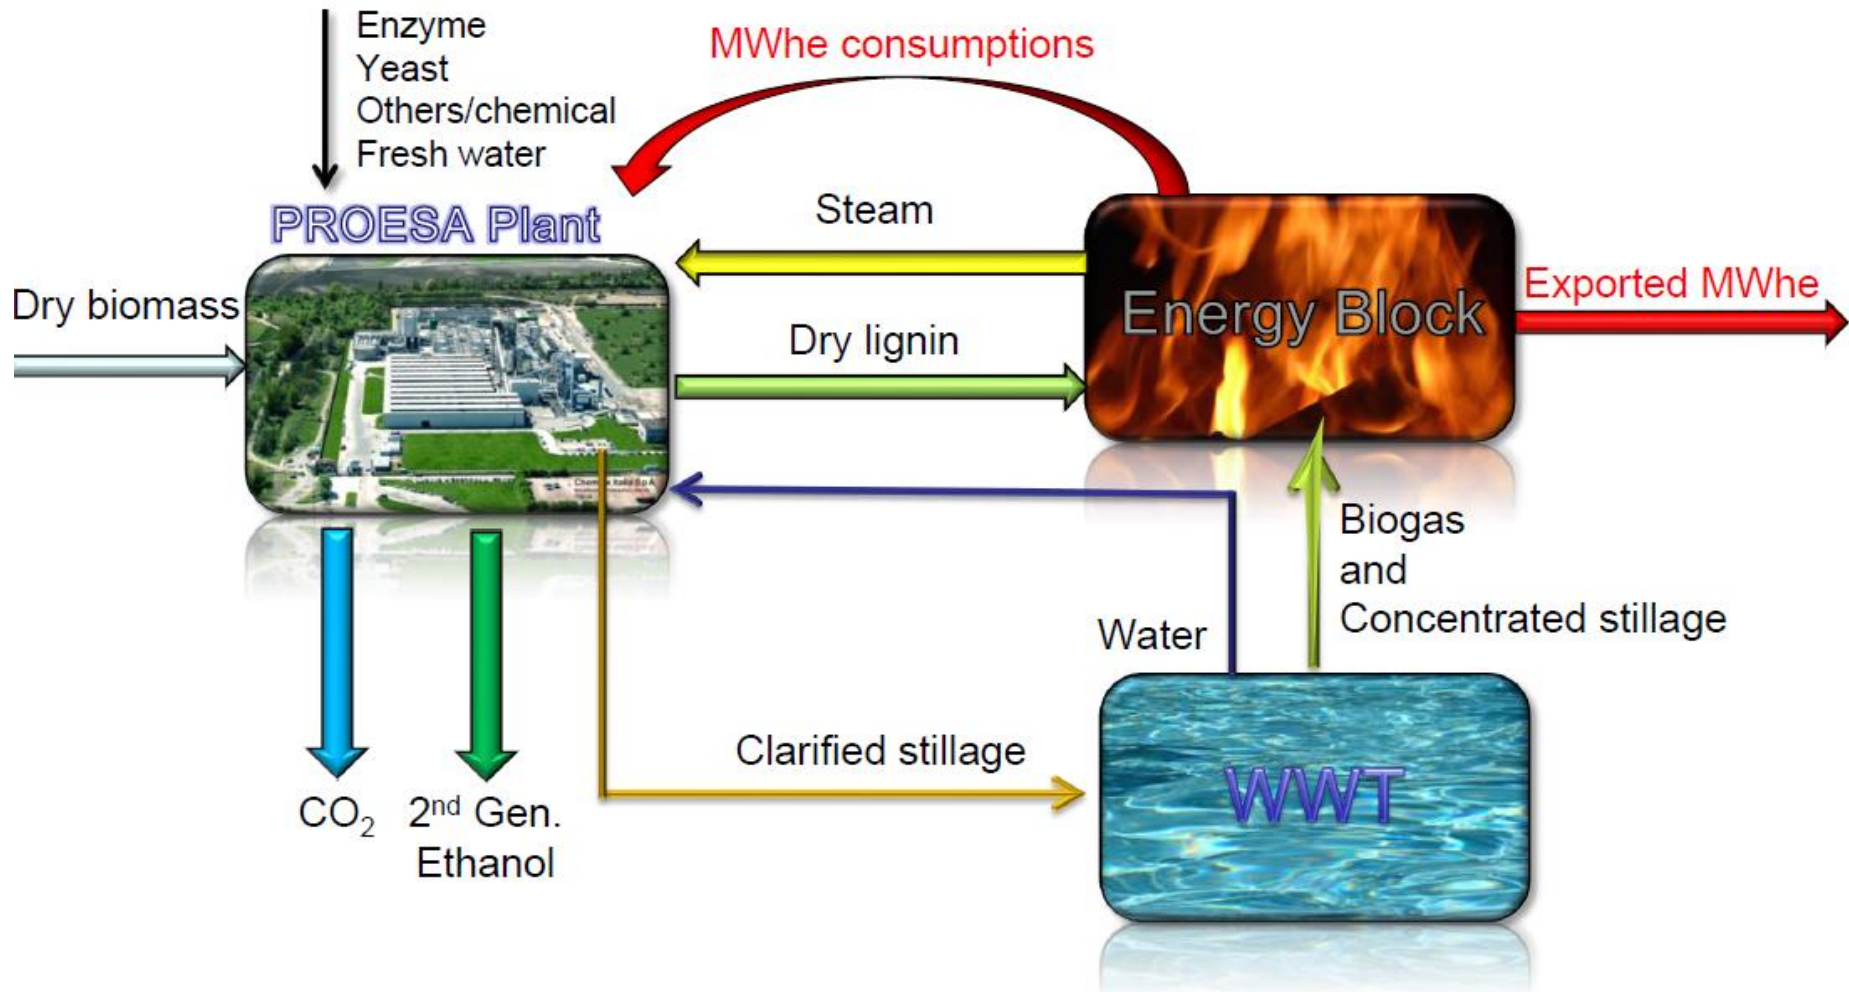 Enzyme
Yeast
Others/chemical
Fresh water
MWhe consumptions
PROESA Plant
Steam
Dry biomass
Dry lignin
Energy Block
Exported MWhe
Biogas
and
Concentrated stillage
Water
Clarified stillage
WWT
CO₂
2nd Gen.
Ethanol